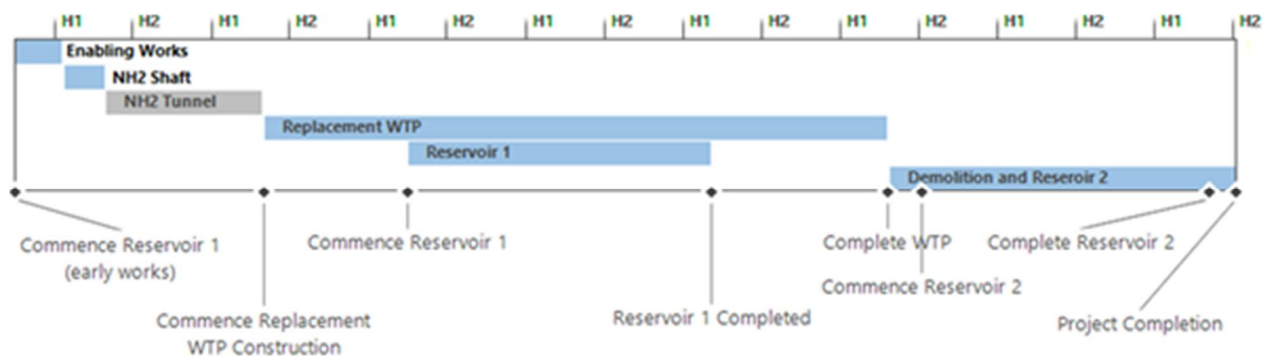 H1 H2 H1 H2 H1 H2 H1 H2 H1 H2 H1 H2 H1 H2 H1 H2
Enabling Works
NH2 Shaft
NH2 Tunnel
Replacement WTP
Reservoir 1
Demolition and Reseroir 2
Commence Reservoir 1
(early works)
Commence Reservoir 1
Complete WTP
Complete Reservoir 2
Commence Reservoir 2
Commence Replacement
WTP Construction
Reservoir 1 Completed
Project Completion